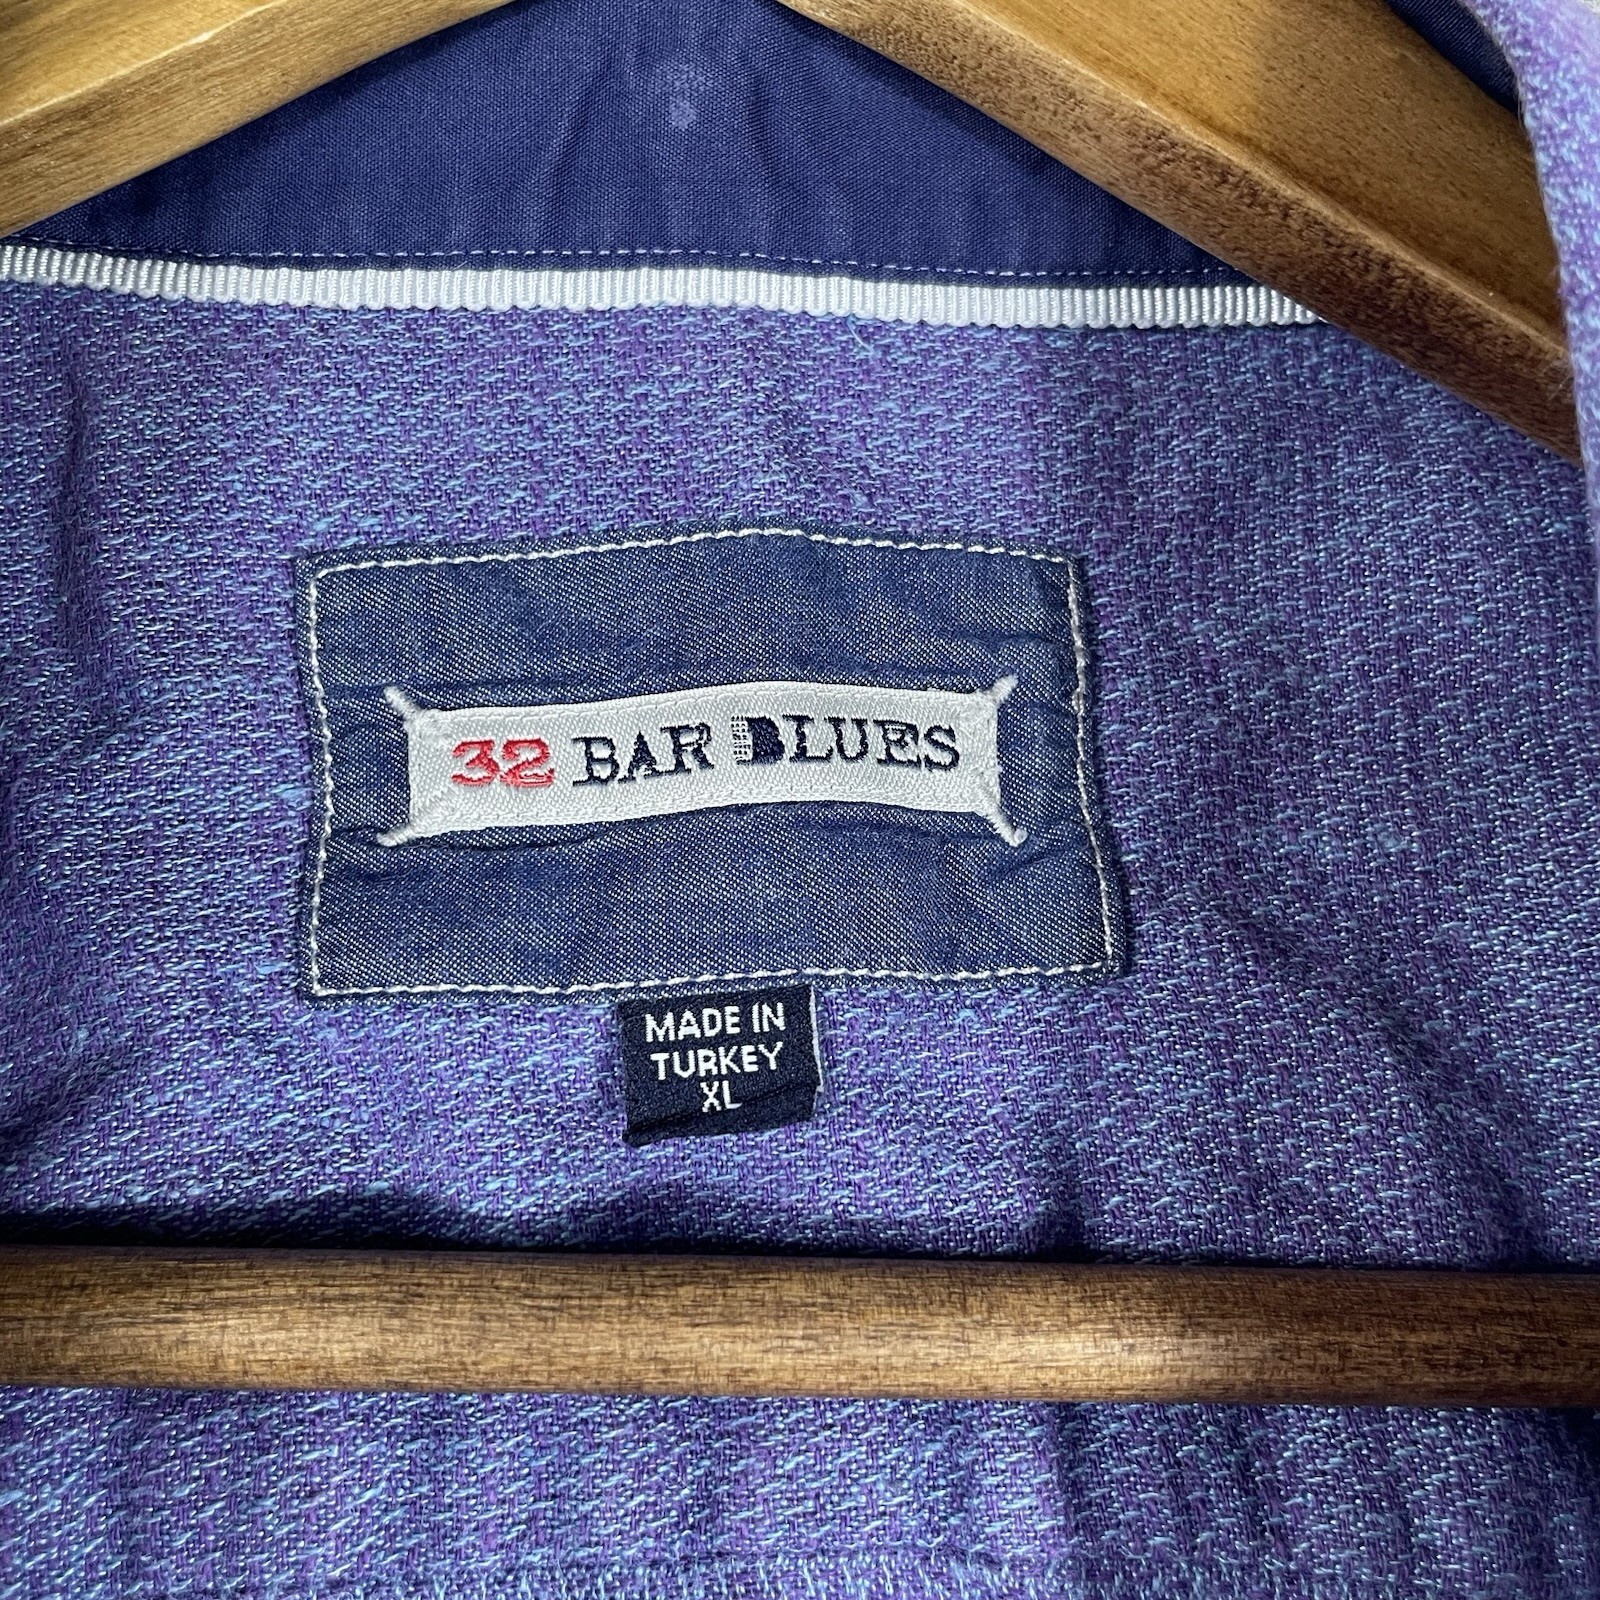 32 BAR BLUES
MADE IN
TURKEY
XL